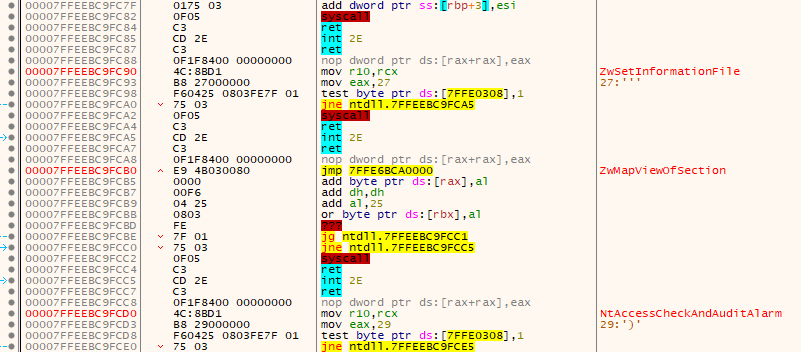 00007FFEEBC9FC7F 0175 03 add dword ptr ss:[rbp+3],esi
00007FFEEBC9FC82 0F05 syscall
00007FFEEBC9FC84 C3 ret
00007FFEEBC9FC85 CD 2E int 2E
00007FFEEBC9FC87 C3 ret
00007FFEEBC9FC88 0F1F8400 00000000 nop dword ptr ds:[rax+rax],eax
00007FFEEBC9FC90 4C:8BD1 mov r10,rcx ZwSetInformationFile
00007FFEEBC9FC93 B8 27000000 mov eax,27 27:'''
00007FFEEBC9FC98 F60425 0803FE7F 01 test byte ptr ds:[7FFE0308],1
00007FFEEBC9FCA0 75 03 jne ntdll.7FFEEBC9FCA5
00007FFEEBC9FCA2 0F05 syscall
00007FFEEBC9FCA4 C3 ret
00007FFEEBC9FCA5 CD 2E int 2E
00007FFEEBC9FCA7 C3 ret
00007FFEEBC9FCA8 0F1F8400 00000000 nop dword ptr ds:[rax+rax],eax
00007FFEEBC9FCB0 E9 4B030080 jmp 7FFE6BCA0000 ZwMapViewOfSection
00007FFEEBC9FCB5 0000 add byte ptr ds:[rax],al
00007FFEEBC9FCB7 00F6 add dh,dh
00007FFEEBC9FCB9 04 25 add al,25
00007FFEEBC9FCBB 0803 or byte ptr ds:[rbx],al
00007FFEEBC9FCBD FE ???
00007FFEEBC9FCBE 7F 01 jg ntdll.7FFEEBC9FCC1
00007FFEEBC9FCC0 75 03 jne ntdll.7FFEEBC9FCC5
00007FFEEBC9FCC2 0F05 syscall
00007FFEEBC9FCC4 C3 ret
00007FFEEBC9FCC5 CD 2E int 2E
00007FFEEBC9FCC7 C3 ret
00007FFEEBC9FCC8 0F1F8400 00000000 nop dword ptr ds:[rax+rax],eax
00007FFEEBC9FCD0 4C:8BD1 mov r10,rcx NtAccessCheckAndAuditAlarm
00007FFEEBC9FCD3 B8 29000000 mov eax,29 29:')'
00007FFEEBC9FCD8 F60425 0803FE7F 01 test byte ptr ds:[7FFE0308],1
00007FFEEBC9FCE0 75 03 jne ntdll.7FFEEBC9FCE5